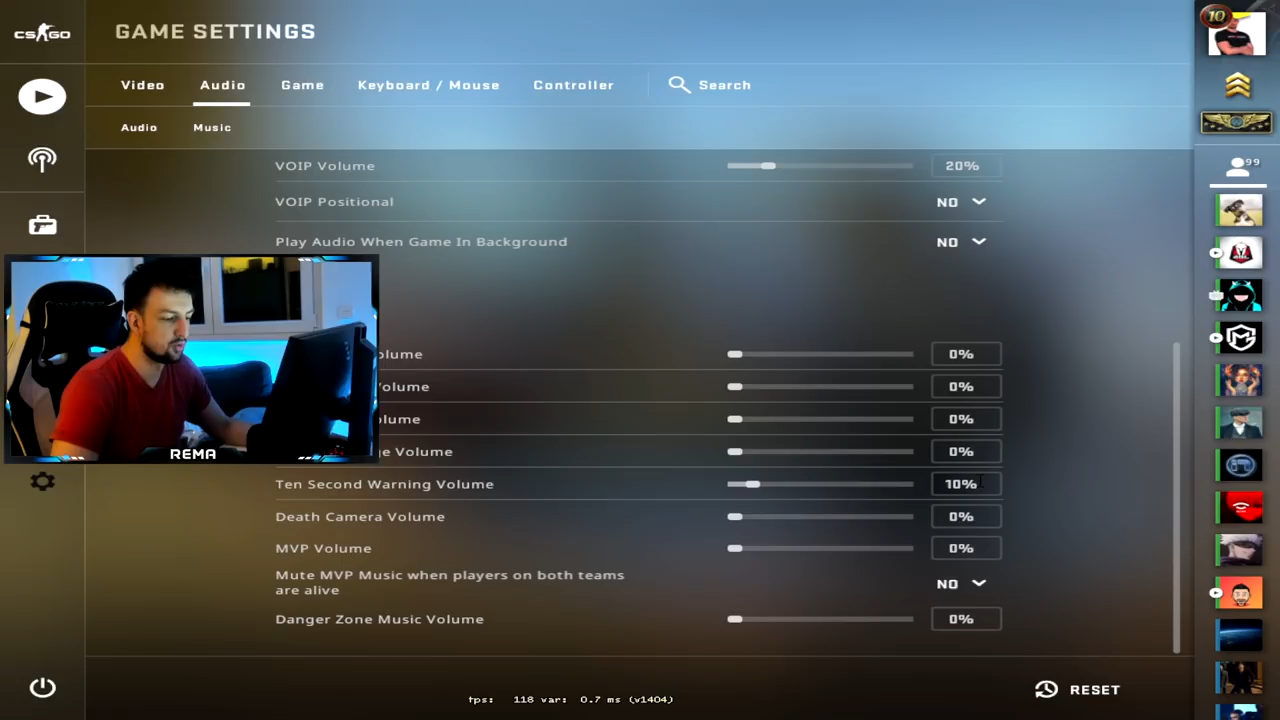 CS GO
GAME SETTINGS
10
Video Audio Game Keyboard / Mouse Controller Search
Audio Music
99
VOIP Volume 20%
VOIP Positional NO
Play Audio When Game In Background NO
olume 0%
Volume 0%
olume 0%
ge Volume 0%
Ten Second Warning Volume 10%
Death Camera Volume 0%
MVP Volume 0%
Mute MVP Music when players on both teams
are alive NO
Danger Zone Music Volume 0%
REMA
RESET
fps: 118 var: 0.7 ms (v1404)